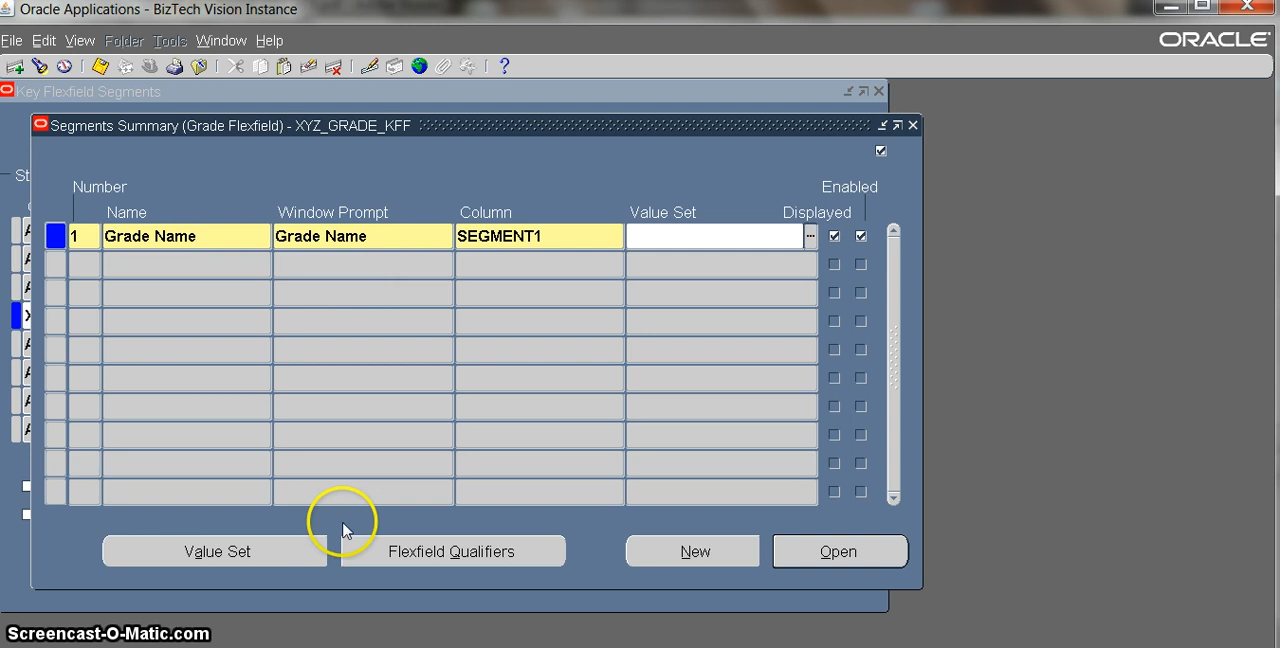 Oracle Applications - BizTech Vision Instance
File Edit View Folder Tools Window Help
ORACLE
Key Flexfield Segments
Segments Summary (Grade Flexfield) - XYZ_GRADE_KFF
St
Number
Enabled
Name Window Prompt Column Value Set Displayed
1 Grade Name Grade Name SEGMENT1
Value Set Flexfield Qualifiers New Open
Screencast-O-Matic.com